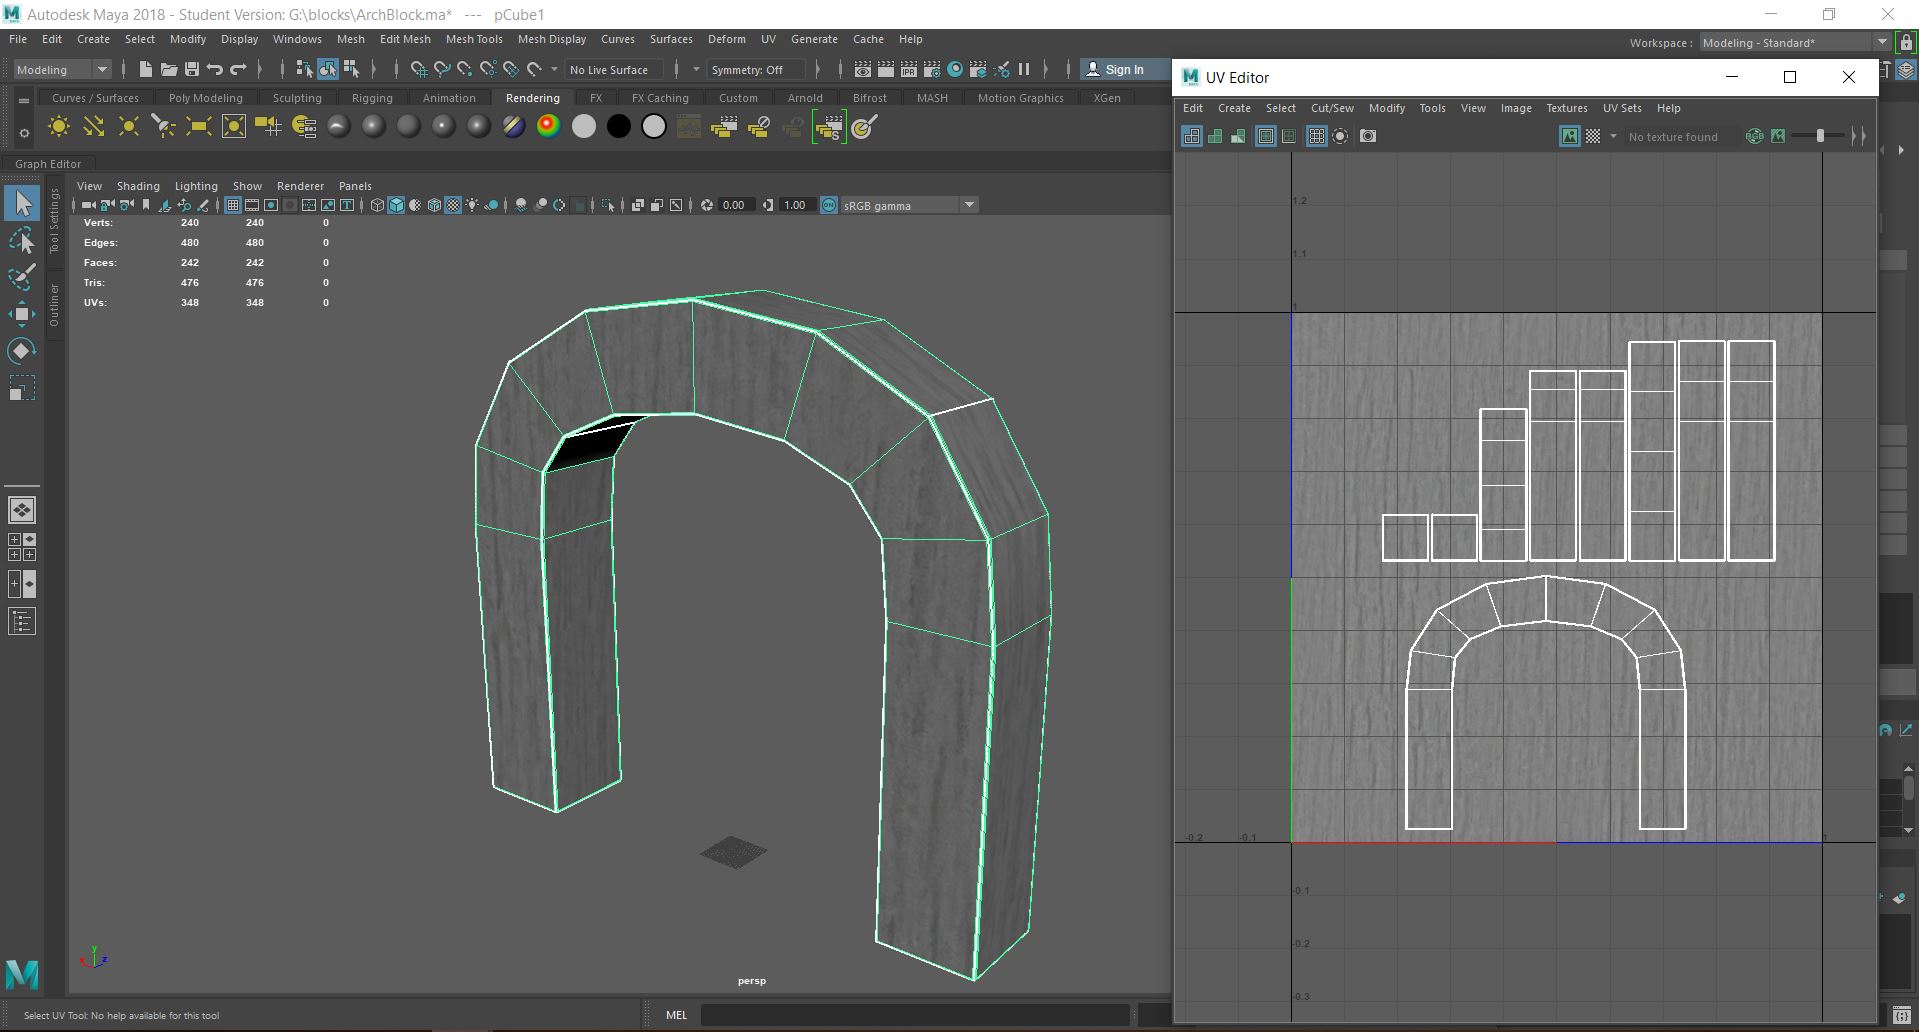 Autodesk Maya 2018 - Student Version: G:\blocks\ArchBlock.ma* --- pCube1
File Edit Create Select Modify Display Windows Mesh Edit Mesh Mesh Tools Mesh Display Curves Surfaces Deform UV Generate Cache Help
Workspace : Modeling - Standard*
Modeling No Live Surface Symmetry: Off Sign In
UV Editor
Curves / Surfaces Poly Modeling Sculpting Rigging Animation Rendering FX FX Caching Custom Arnold Bifrost MASH Motion Graphics XGen
Edit Create Select Cut/Sew Modify Tools View Image Textures UV Sets Help
No texture found
Graph Editor
View Shading Lighting Show Renderer Panels
0.00 1.00 sRGB gamma
Tool Settings
Outliner
Verts: 240 240 0
Edges: 480 480 0
Faces: 242 242 0
Tris: 476 476 0
UVs: 348 348 0
1.2
1.1
1
-0.2 -0.1 1
-0.1
-0.2
-0.3
y
x z
persp
Select UV Tool: No help available for this tool
MEL